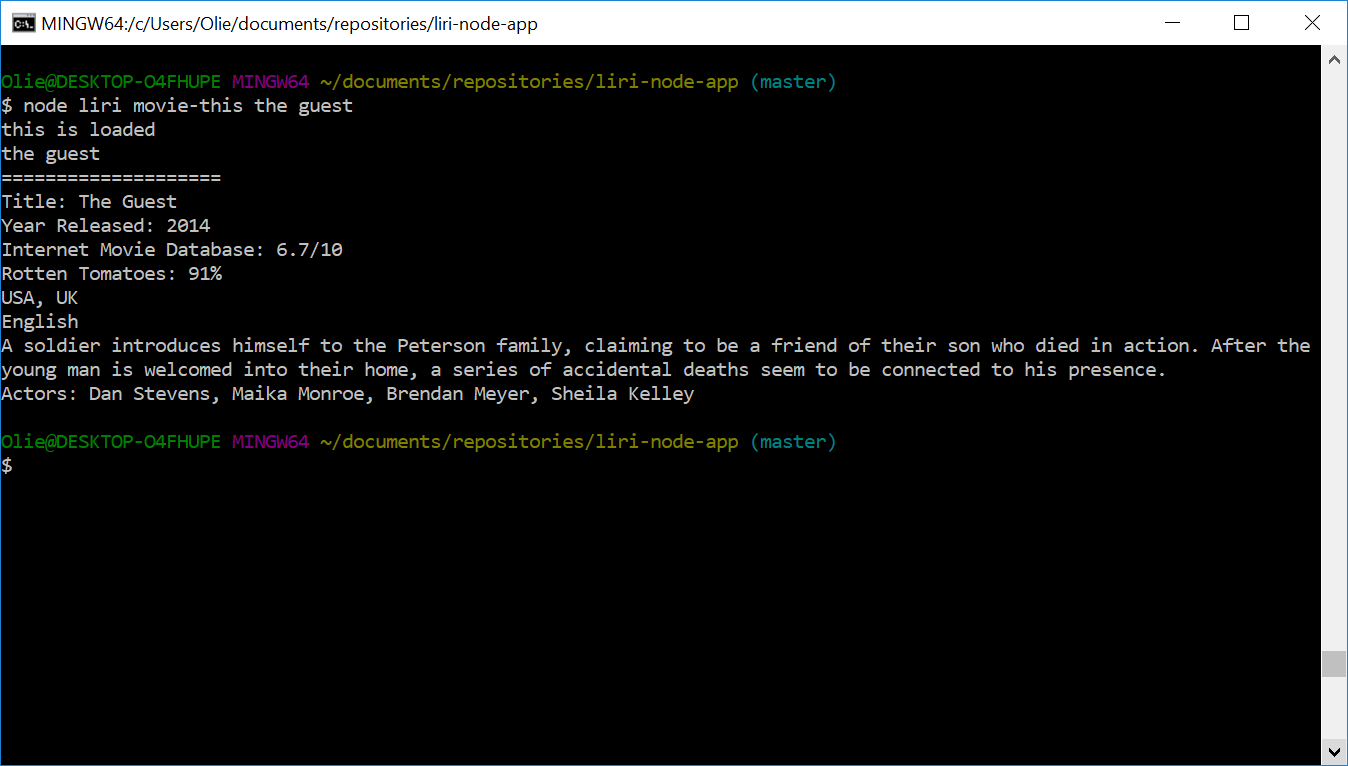 MINGW64:/c/Users/Olie/documents/repositories/liri-node-app
Olie@DESKTOP-O4FHUPE MINGW64 ~/documents/repositories/liri-node-app (master)
$ node liri movie-this the guest
this is loaded
the guest
====================
Title: The Guest
Year Released: 2014
Internet Movie Database: 6.7/10
Rotten Tomatoes: 91%
USA, UK
English
A soldier introduces himself to the Peterson family, claiming to be a friend of their son who died in action. After the
young man is welcomed into their home, a series of accidental deaths seem to be connected to his presence.
Actors: Dan Stevens, Maika Monroe, Brendan Meyer, Sheila Kelley
Olie@DESKTOP-O4FHUPE MINGW64 ~/documents/repositories/liri-node-app (master)
$